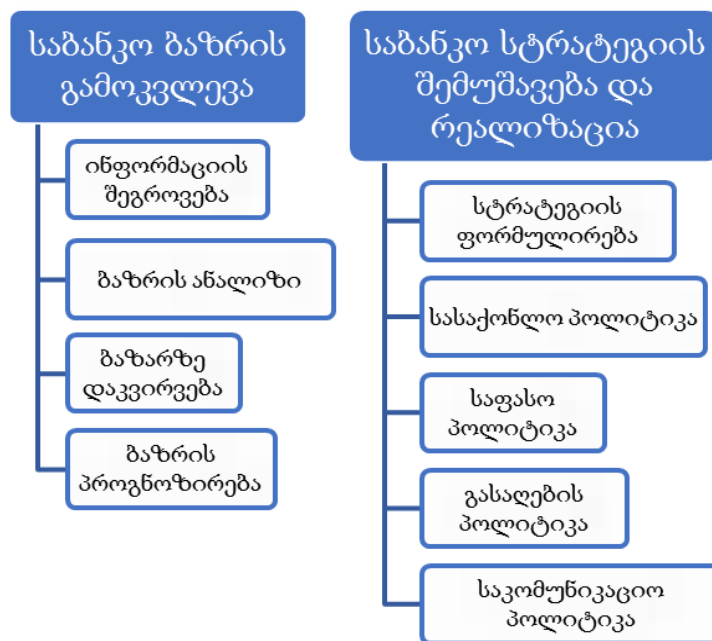 საბანკო ბაზრის
გამოკვლევა
ინფორმაციის
შეგროვება
ბაზრის ანალიზი
ბაზარზე
დაკვირვება
ბაზრის
პროგნოზირება
საბანკო სტრატეგიის
შემუშავება და
რეალიზაცია
სტრატეგიის
ფორმულირება
სასაქონლო პოლიტიკა
საფასო
პოლიტიკა
გასაღების
პოლიტიკა
საკომუნიკაციო
პოლიტიკა